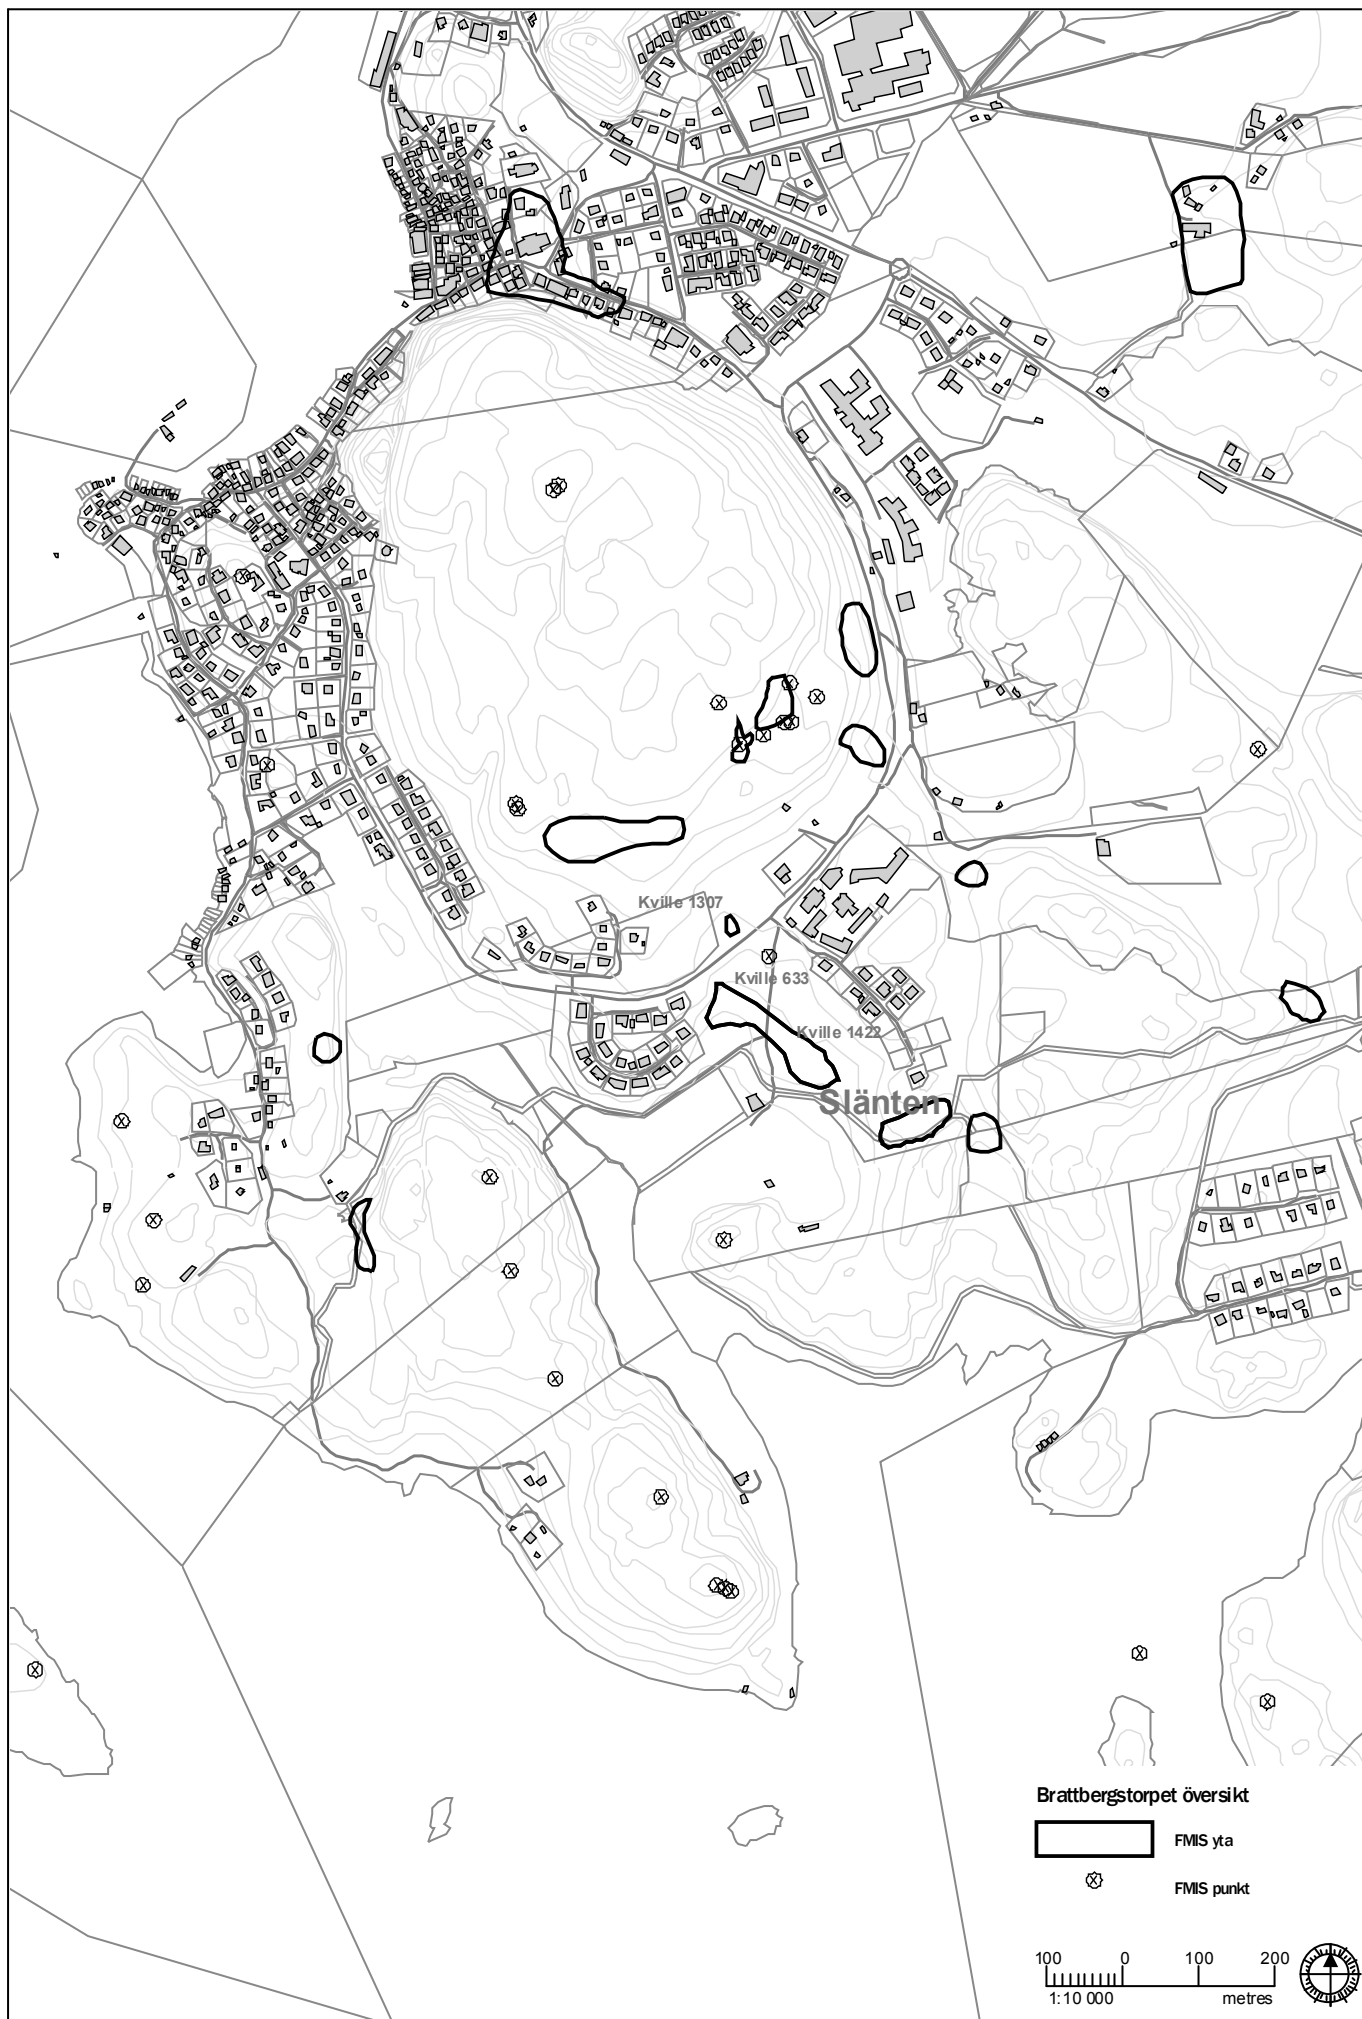 Kville 1307
Kville 633
Kville 1422
Slänten
Brattbergstorpet översikt
FMIS yta
FMIS punkt
100 0 100 200
1:10 000 metres